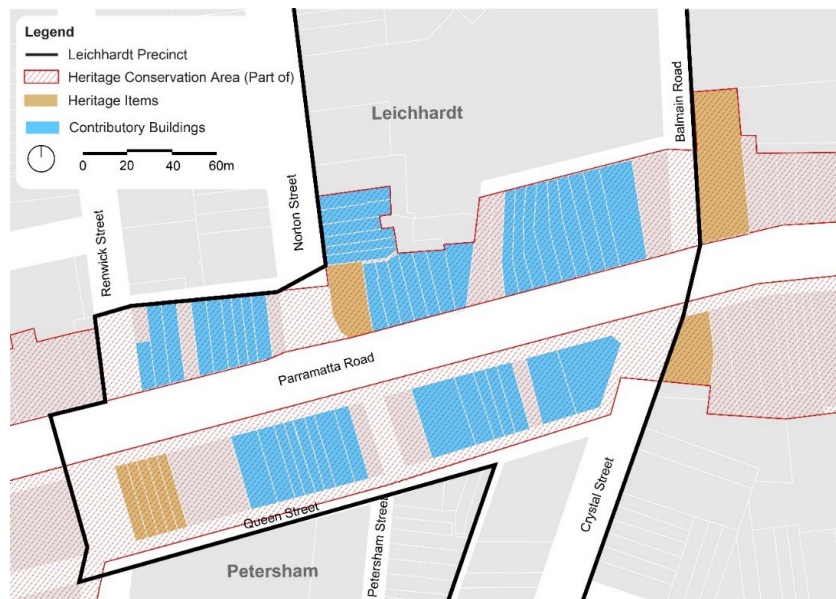 Legend
Leichhardt Precinct
Heritage Conservation Area (Part of)
Heritage Items
Contributory Buildings
0 20 40 60m
Leichhardt
Balmain Road
Norton Street
Renwick Street
Parramatta Road
Queen Street
Petersham Street
Crystal Street
Petersham